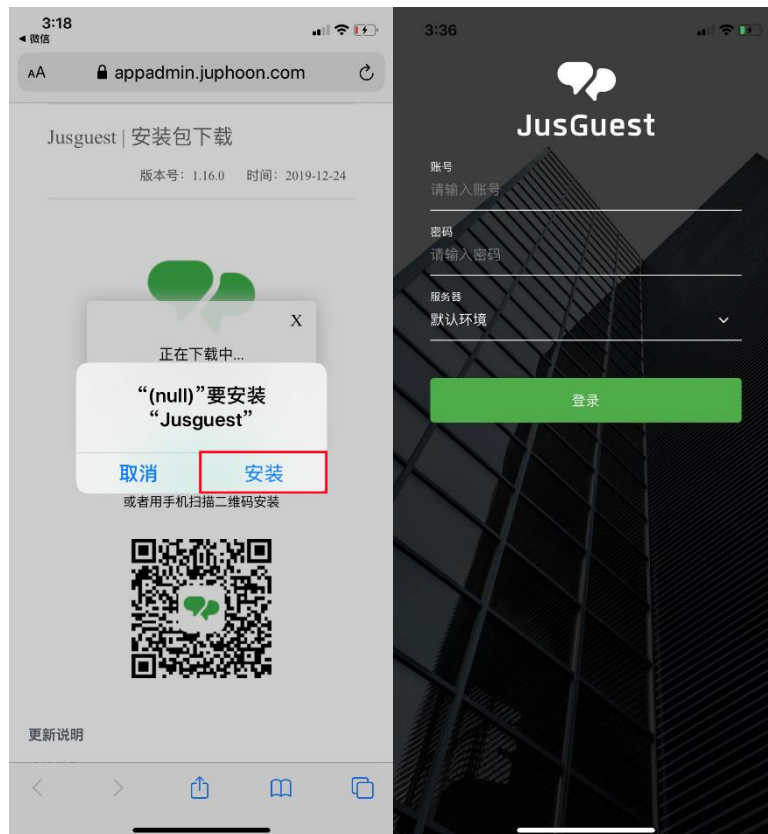 3:18
◀ 微信
AA
appadmin.juphoon.com
Jusguest | 安装包下载
版本号：1.16.0 时间：2019-12-24
X
正在下载中...
“(null)”要安装
“Jusguest”
取消 安装
或者用手机扫描二维码安装
更新说明
3:36
JusGuest
账号
请输入账号
密码
请输入密码
服务器
默认环境
登录